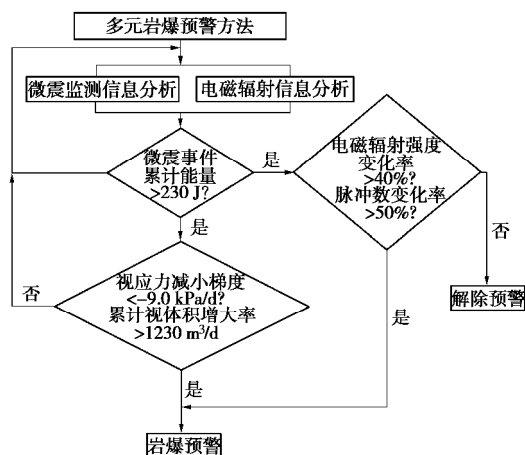 多元岩爆预警方法
微震监测信息分析
电磁辐射信息分析
微震事件
累计能量
>230 J?
是
电磁辐射强度
变化率
>40%?
脉冲数变化率
>50%?
是
否
否
视应力减小梯度
<-9.0 kPa/d?
累计视体积增大率
>1230 m³/d
是
解除预警
是
岩爆预警